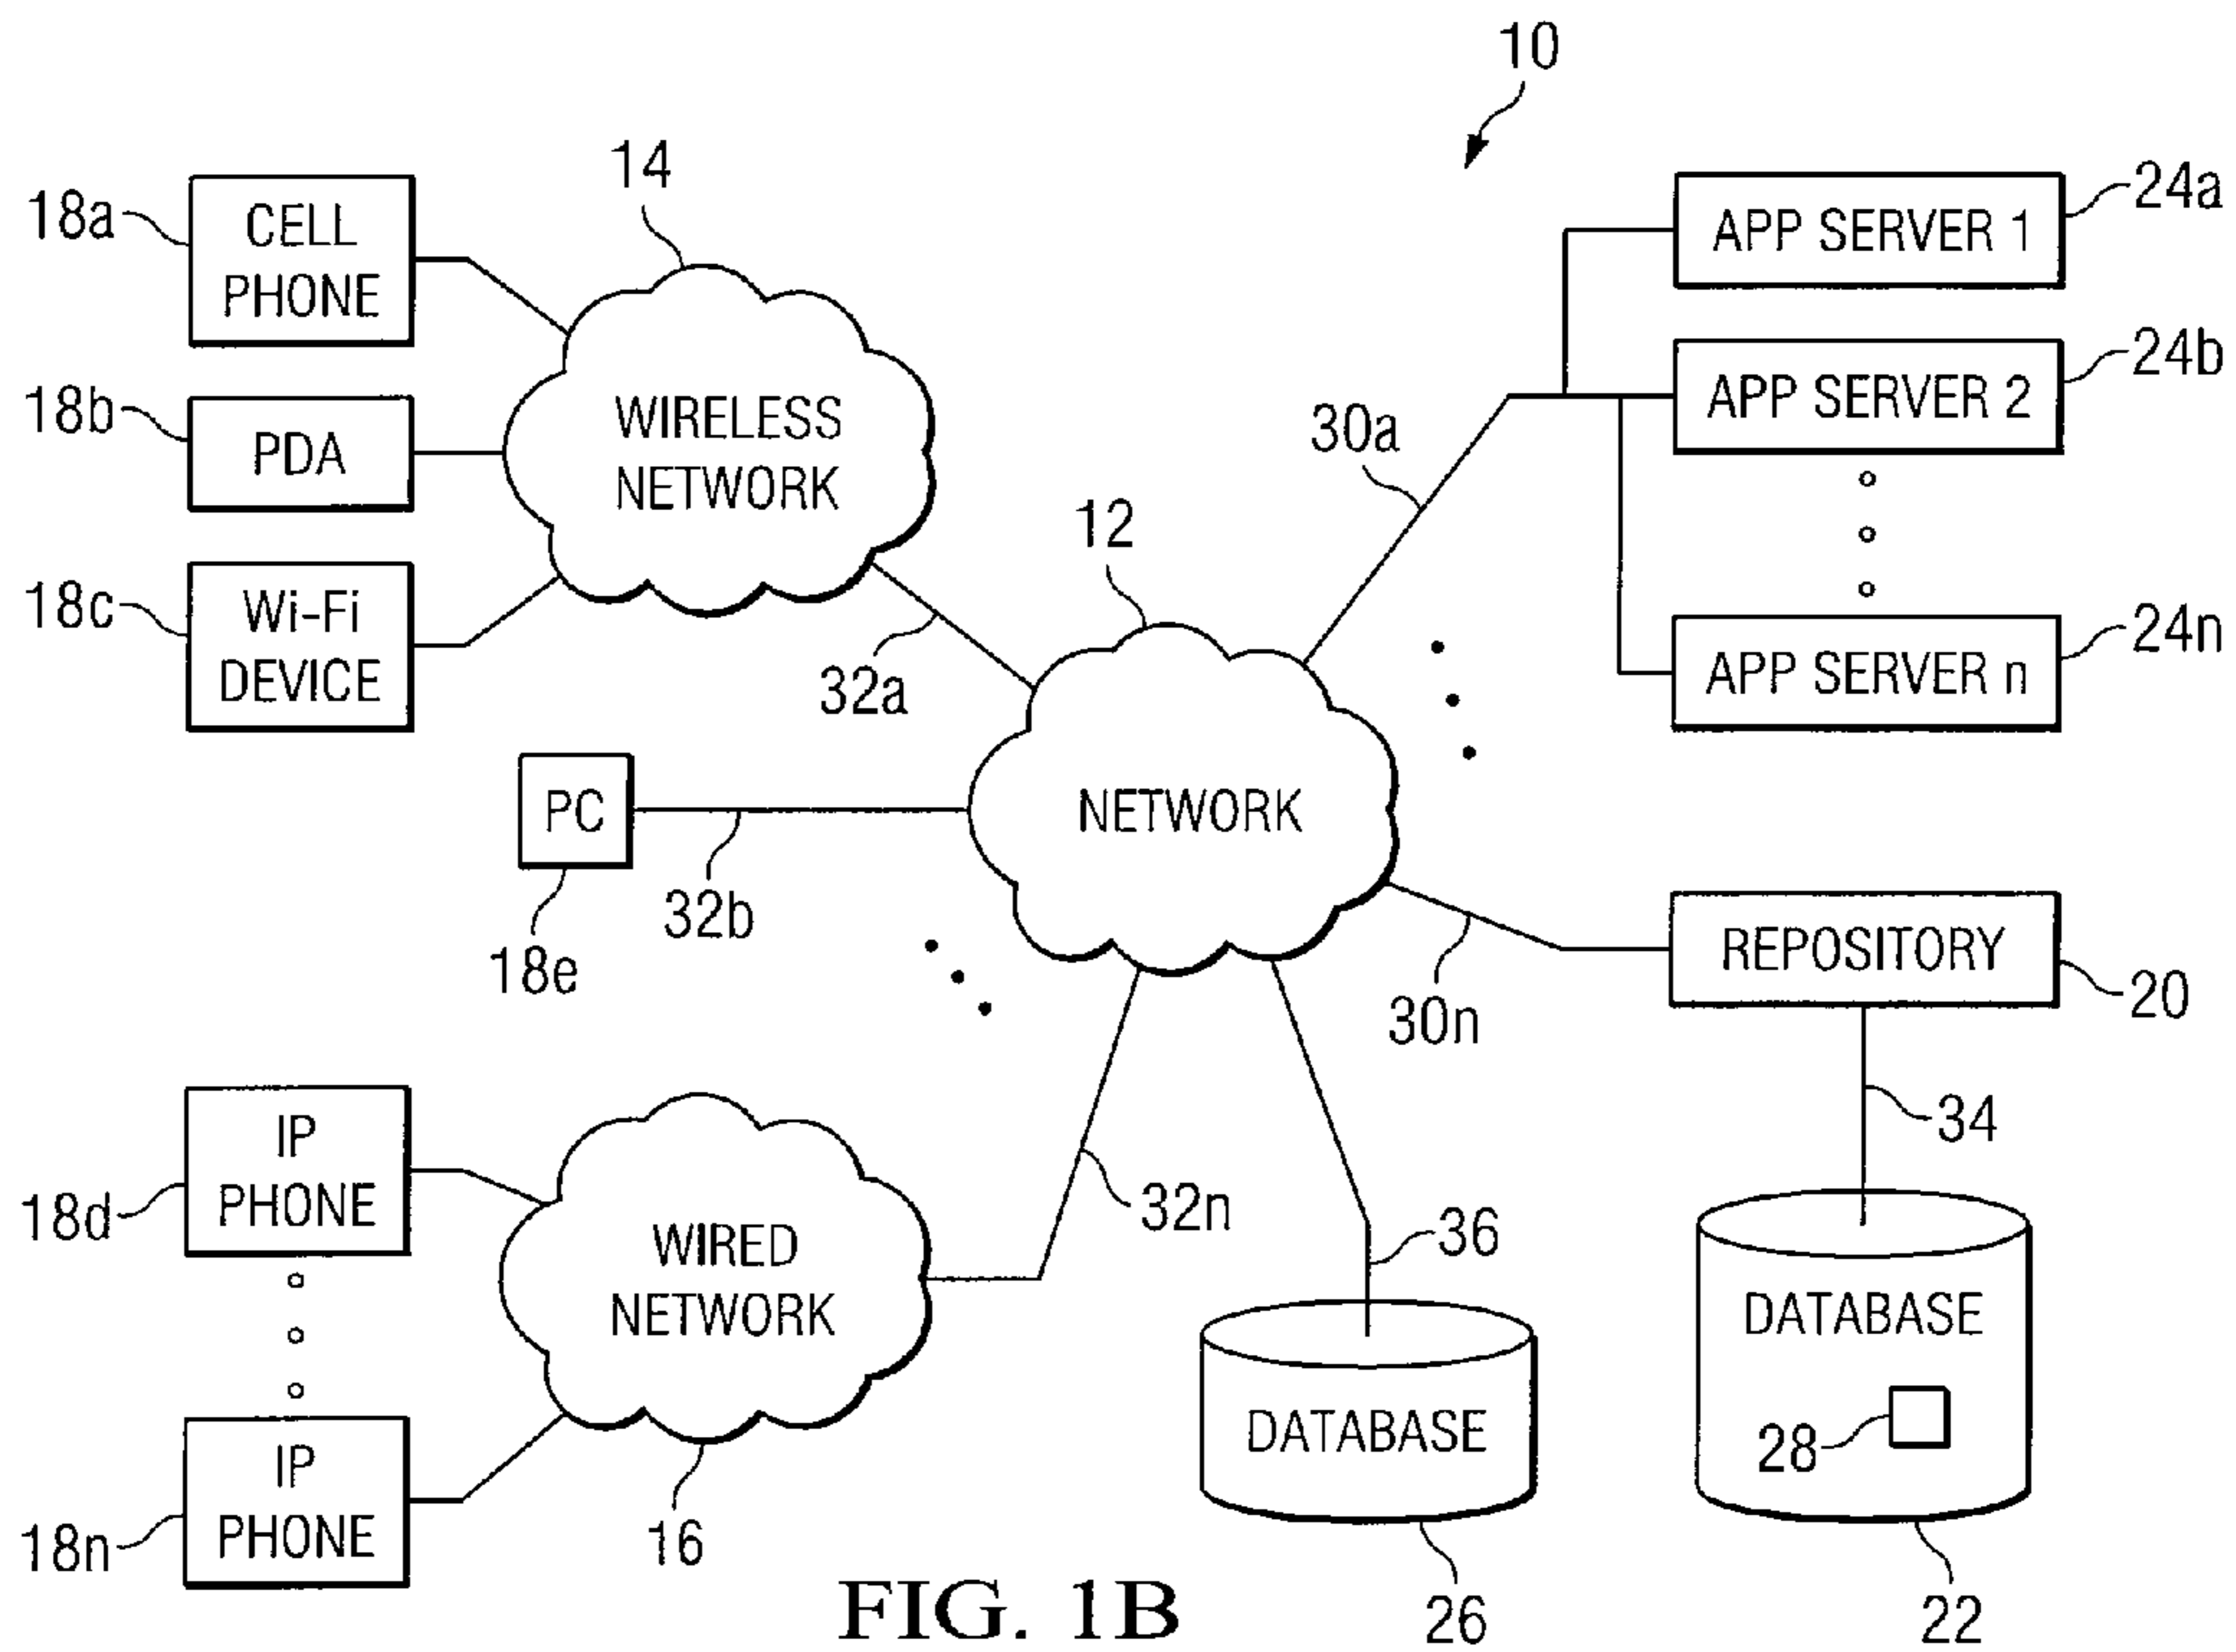 10
14
18a
CELL
PHONE
APP SERVER 1
24a
18b
PDA
WIRELESS
NETWORK
30a
APP SERVER 2
24b
12
18c
Wi-Fi
DEVICE
32a
APP SERVER n
24n
PC
32b
18e
NETWORK
30n
REPOSITORY
20
34
18d
IP
PHONE
WIRED
NETWORK
32n
36
DATABASE
28
22
18n
IP
PHONE
16
DATABASE
26
FIG. 1B